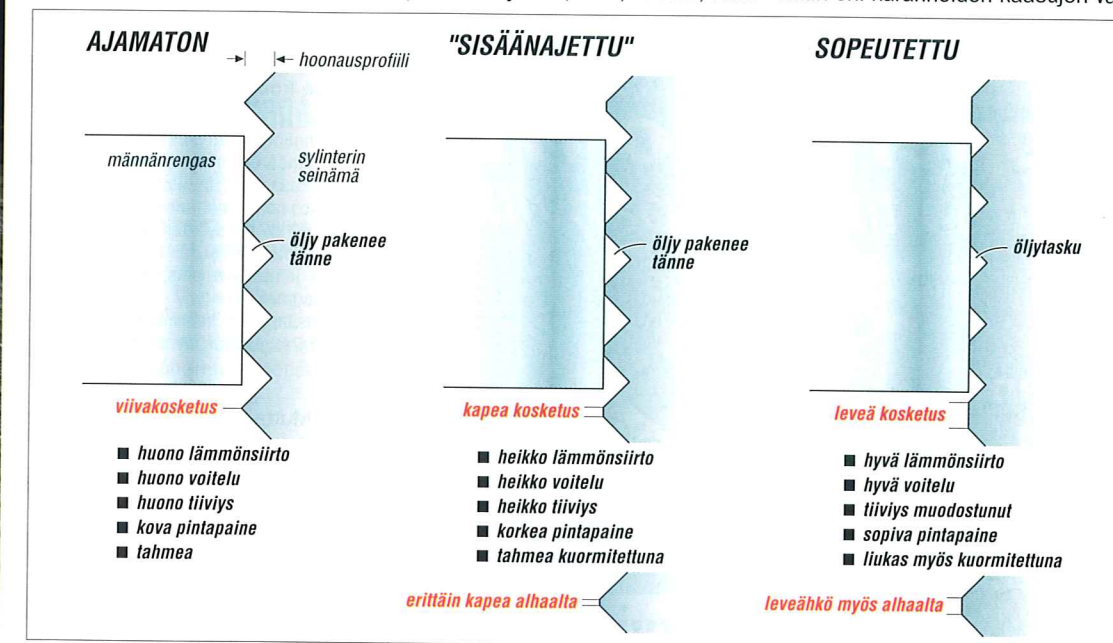 AJAMATON
hoonausprofiili
männänrengas
sylinterin
seinämä
öljy pakenee
tänne
viivakosketus
■ huono lämmönsiirto
■ huono voitelu
■ huono tiiviys
■ kova pintapaine
■ tahmea
"SISÄÄNAJETTU"
öljy pakenee
tänne
kapea kosketus
■ heikko lämmönsiirto
■ heikko voitelu
■ heikko tiiviys
■ korkea pintapaine
■ tahmea kuormitettuna
erittäin kapea alhaalta
SOPEUTETTU
öljytasku
leveä kosketus
■ hyvä lämmönsiirto
■ hyvä voitelu
■ tiiviys muodostunut
■ sopiva pintapaine
■ liukas myös kuormitettuna
leveähkö myös alhaalta